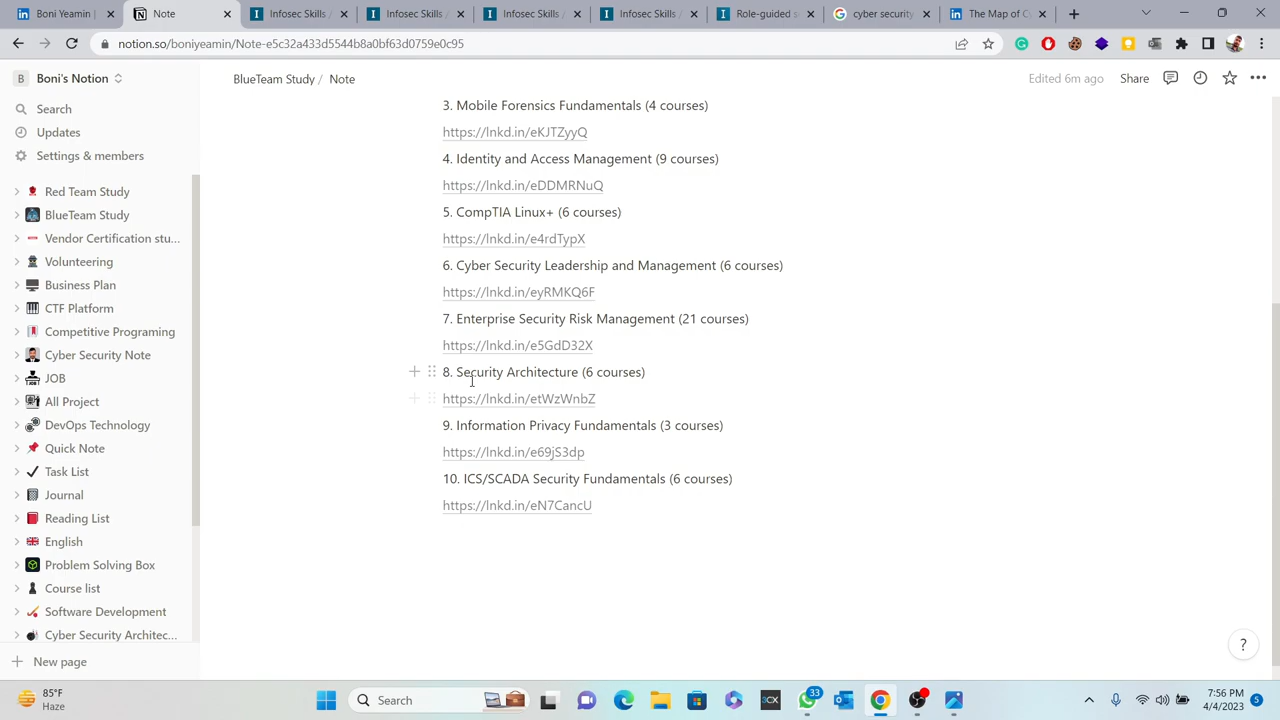 Boni Yeamin
Note
Infosec Skills
Infosec Skills /
Infosec Skills /
Infosec Skills
Role-guided s
cyber security
The Map of C
notion.so/boniyeamin/Note-e5c32a433d5544b8a0bf63d0759e0c95
B Boni's Notion
BlueTeam Study / Note
Edited 6m ago
Share
Search
Updates
Settings & members
Red Team Study
BlueTeam Study
Vendor Certification stu...
Volunteering
Business Plan
CTF Platform
Competitive Programing
Cyber Security Note
JOB
All Project
DevOps Technology
Quick Note
Task List
Journal
Reading List
English
Problem Solving Box
Course list
Software Development
Cyber Security Architec...
New page
3. Mobile Forensics Fundamentals (4 courses)
https://lnkd.in/eKJTZyyQ
4. Identity and Access Management (9 courses)
https://lnkd.in/eDDMRNuQ
5. CompTIA Linux+ (6 courses)
https://lnkd.in/e4rdTypX
6. Cyber Security Leadership and Management (6 courses)
https://lnkd.in/eyRMKQ6F
7. Enterprise Security Risk Management (21 courses)
https://lnkd.in/e5GdD32X
8. Security Architecture (6 courses)
https://lnkd.in/etWzWnbZ
9. Information Privacy Fundamentals (3 courses)
https://lnkd.in/e69jS3dp
10. ICS/SCADA Security Fundamentals (6 courses)
https://lnkd.in/eN7CancU
?
85°F
Haze
Search
3CX
33
7:56 PM
4/4/2023
5